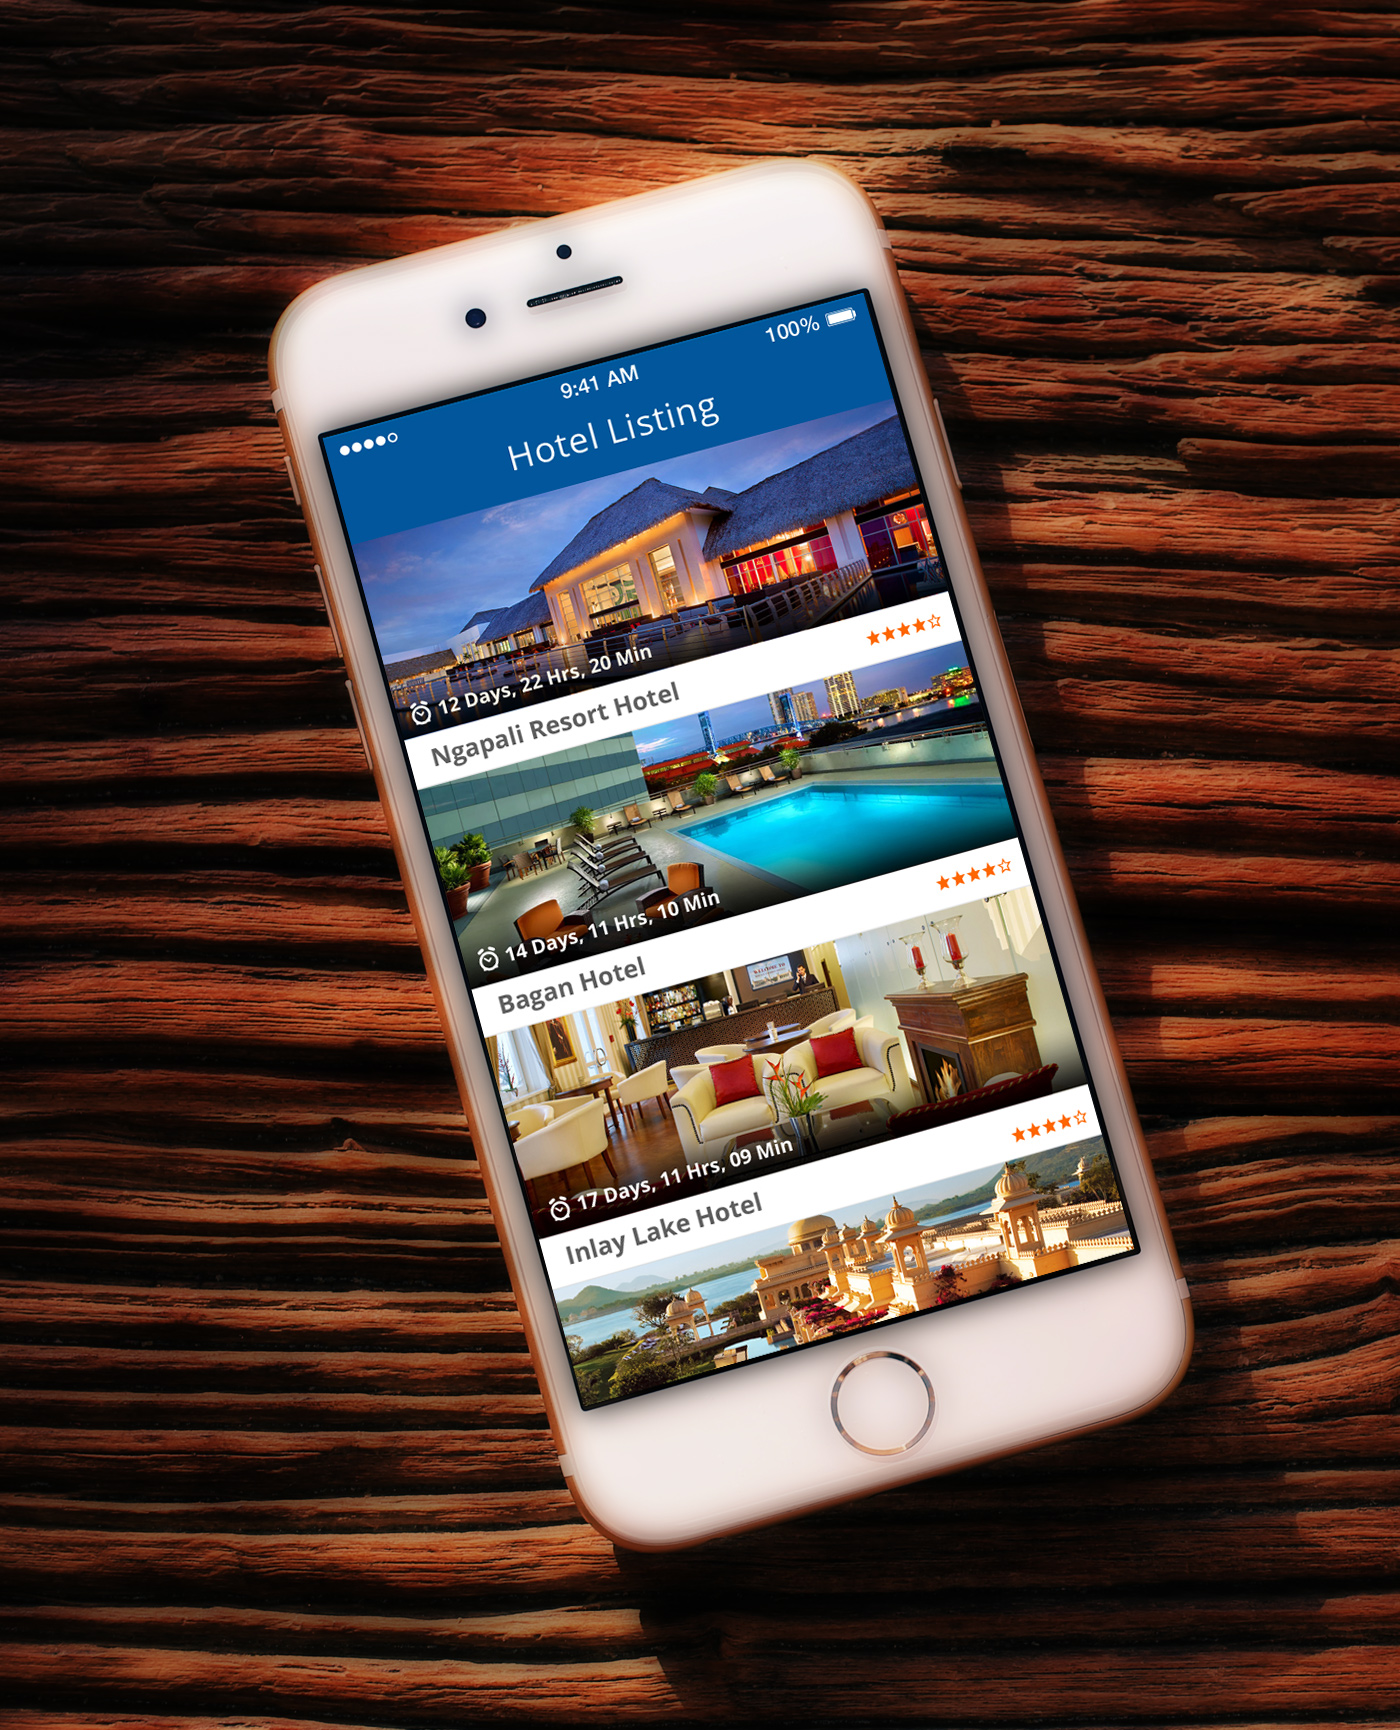 100%
9:41 AM
Hotel Listing
12 Days, 22 Hrs, 20 Min
Ngapali Resort Hotel
14 Days, 11 Hrs, 10 Min
Bagan Hotel
17 Days, 11 Hrs, 09 Min
Inlay Lake Hotel